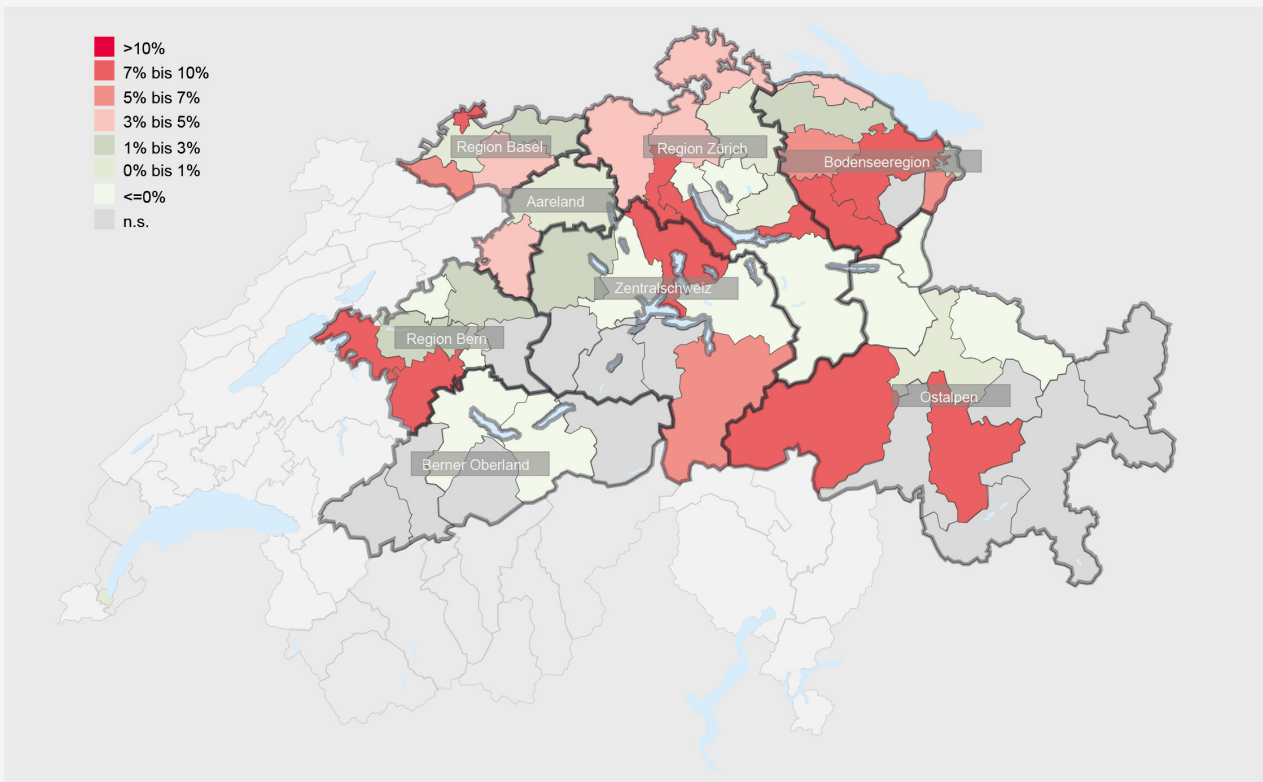 >10%
7% bis 10%
5% bis 7%
3% bis 5%
1% bis 3%
0% bis 1%
<=0%
n.s.
Region Basel
Region Zürich
Bodenseeregion
Aareland
Zentralschweiz
Region Bern
Ostalpen
Berner Oberland